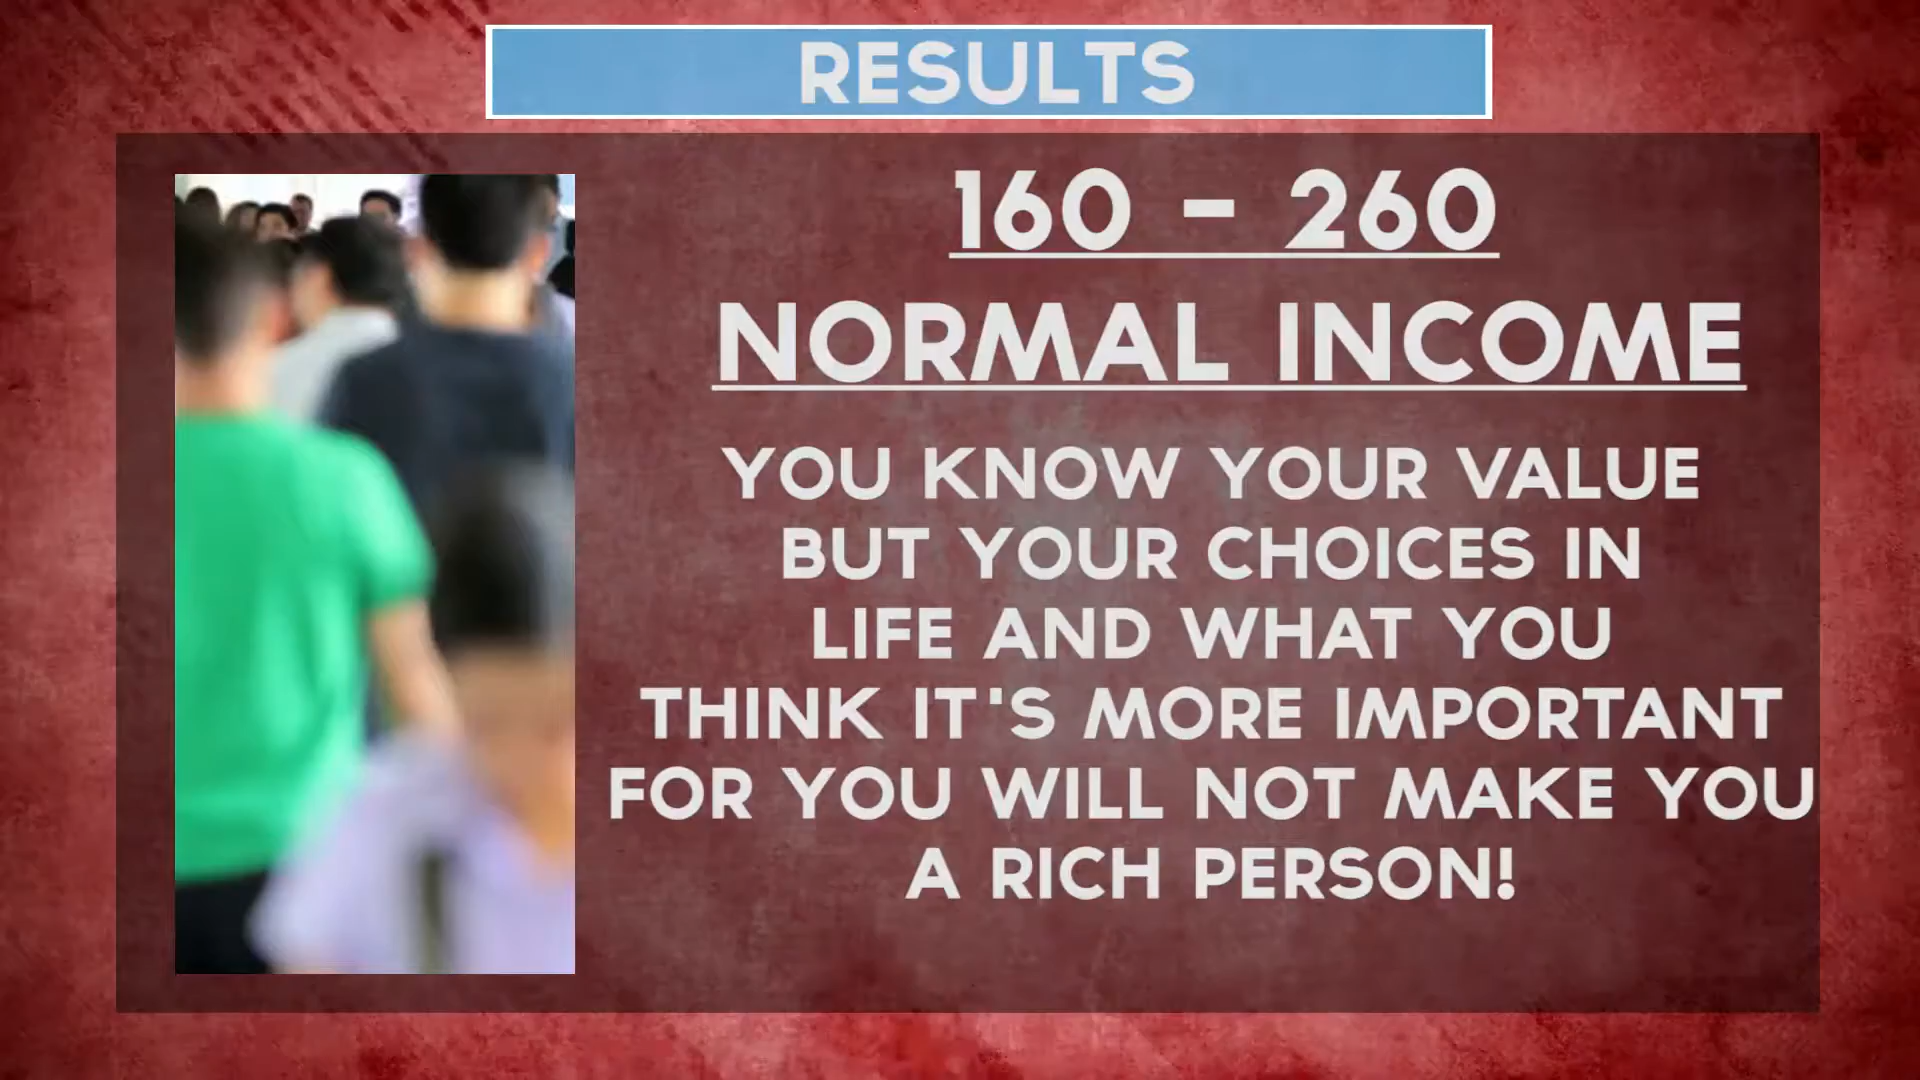 RESULTS
160 - 260
NORMAL INCOME
YOU KNOW YOUR VALUE
BUT YOUR CHOICES IN
LIFE AND WHAT YOU
THINK IT'S MORE IMPORTANT
FOR YOU WILL NOT MAKE YOU
A RICH PERSON!